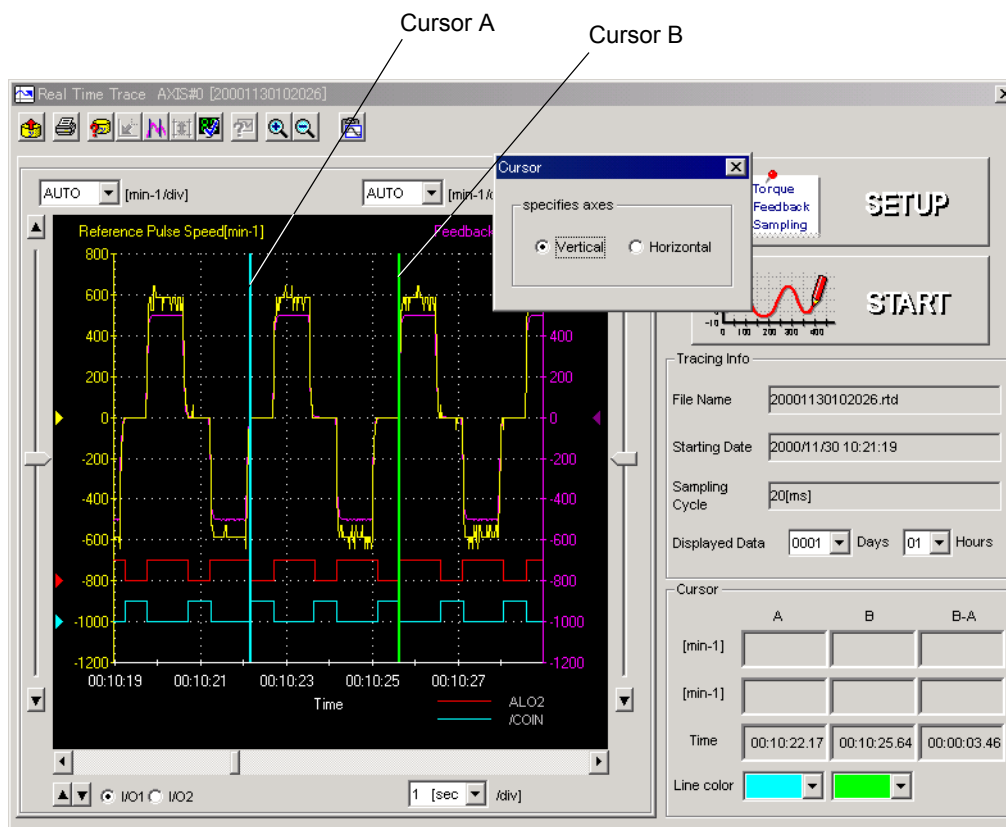 Cursor A
Cursor B
Real Time Trace AXIS#0 [20001130102026]
Cursor
specifies axes
Vertical
Horizontal
AUTO
[min-1/div]
AUTO
Torque
Feedback
Sampling
SETUP
START
-10
0 100 200 300 400
Reference Pulse Speed[min-1]
Feedback
800
600
400
200
0
-200
-400
-600
-800
-1000
-1200
400
200
0
-200
-400
-600
-800
-1000
-1200
00:10:19 00:10:21 00:10:23 00:10:25 00:10:27
Time
ALO2
/COIN
I/O1
I/O2
1 [sec
/div]
Tracing Info
File Name
20001130102026.rtd
Starting Date
2000/11/30 10:21:19
Sampling
Cycle
20[ms]
Displayed Data
0001
Days
01
Hours
Cursor
A B B-A
[min-1]
[min-1]
Time
00:10:22.17
00:10:25.64
00:00:03.46
Line color